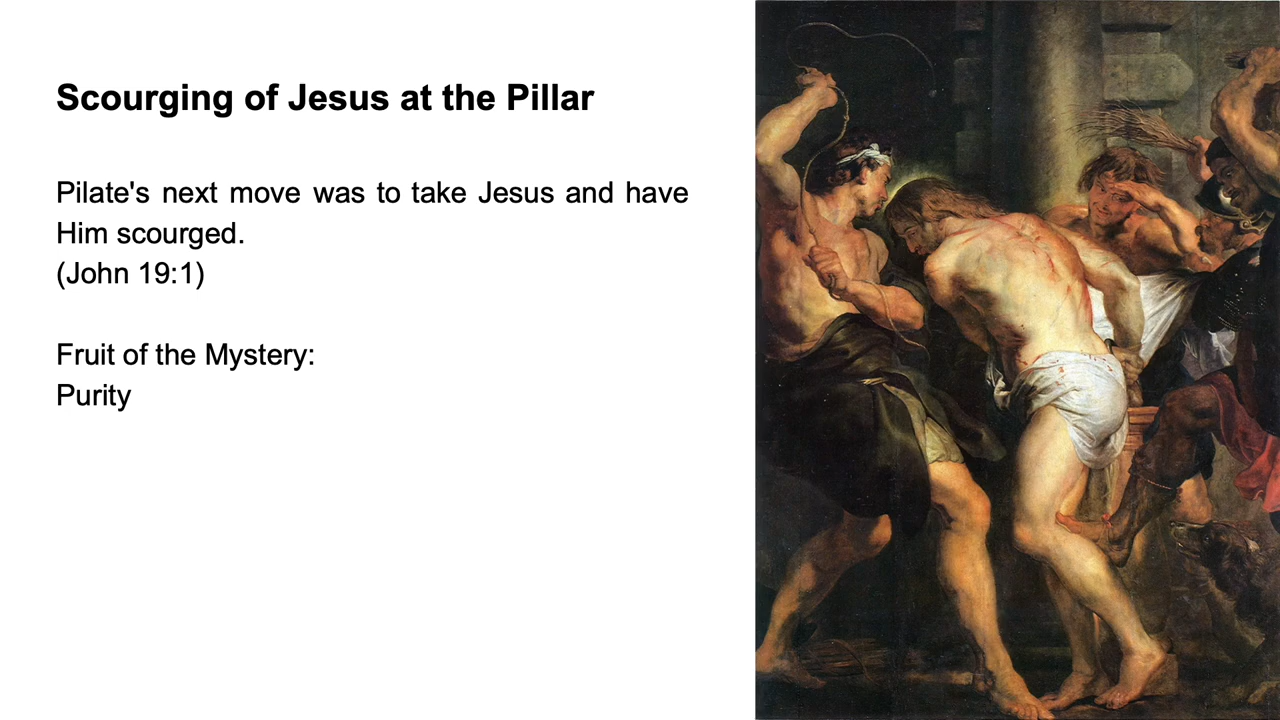 Scourging of Jesus at the Pillar
Pilate's next move was to take Jesus and have
Him scourged.
(John 19:1)
Fruit of the Mystery:
Purity